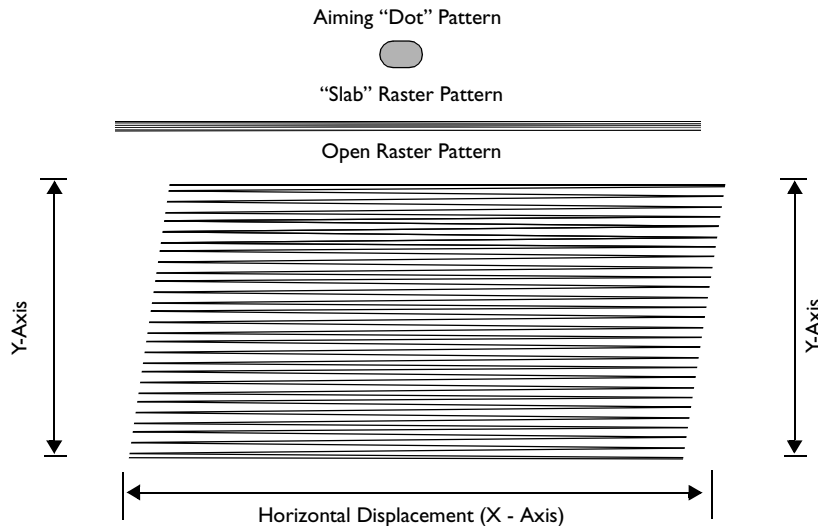 Aiming “Dot” Pattern
“Slab” Raster Pattern
Open Raster Pattern
Y-Axis
Y-Axis
Horizontal Displacement (X - Axis)